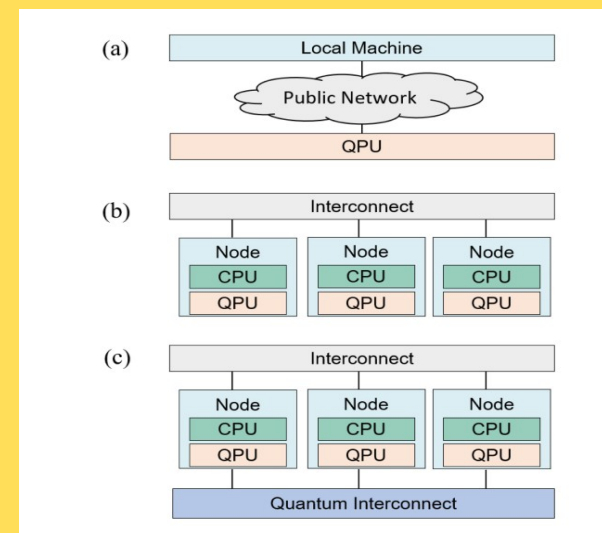 (a) Local Machine
Public Network
QPU
(b) Interconnect
Node Node Node
CPU CPU CPU
QPU QPU QPU
(c) Interconnect
Node Node Node
CPU CPU CPU
QPU QPU QPU
Quantum Interconnect